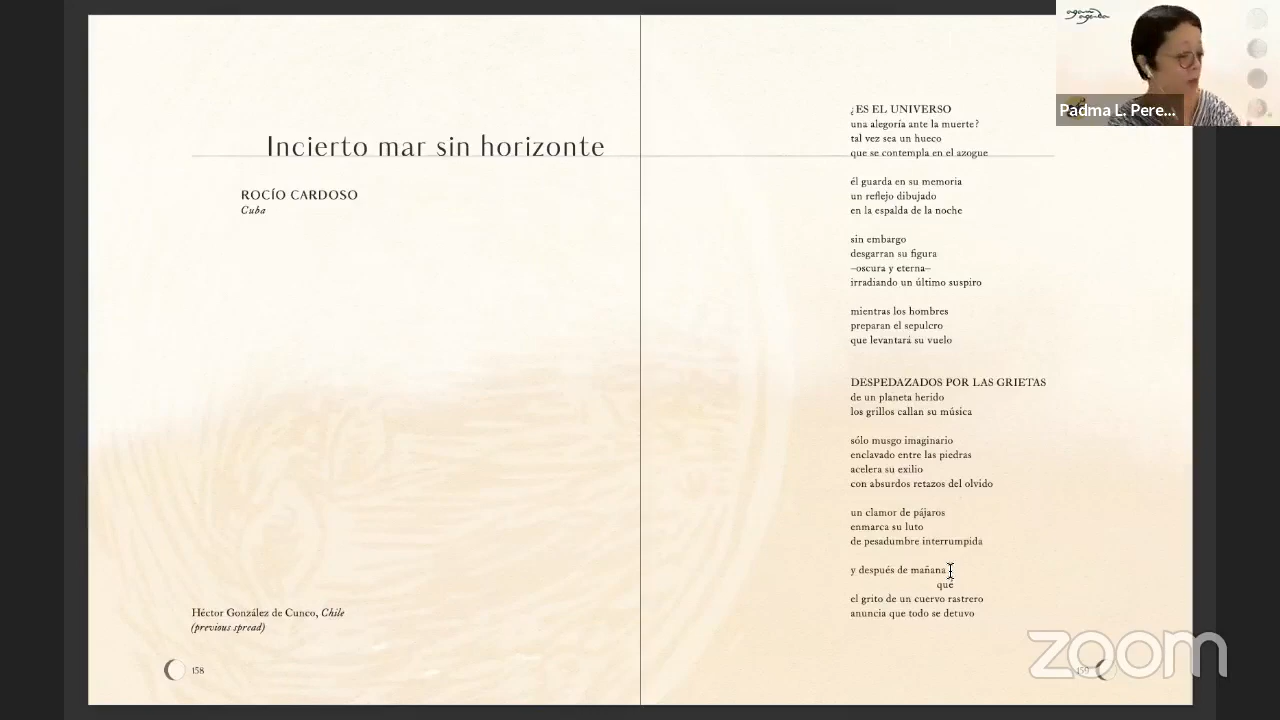 Incierto mar sin horizonte
ROCÍO CARDOSO
Cuba
Héctor González de Cunco, Chile
(previous spread)
158
¿ES EL UNIVERSO
una alegoría ante la muerte?
tal vez sea un hueco
que se contempla en el azogue
él guarda en su memoria
un reflejo dibujado
en la espalda de la noche
sin embargo
desgarran su figura
–oscura y eterna–
irradiando un último suspiro
mientras los hombres
preparan el sepulcro
que levantará su vuelo
DESPEDAZADOS POR LAS GRIETAS
de un planeta herido
los grillos callan su música
sólo musgo imaginario
enclavado entre las piedras
acelera su exilio
con absurdos retazos del olvido
un clamor de pájaros
enmarca su luto
de pesadumbre interrumpida
y después de mañana
qué
el grito de un cuervo rastrero
anuncia que todo se detuvo
159
agam agenda
Padma L. Pere...
zoom